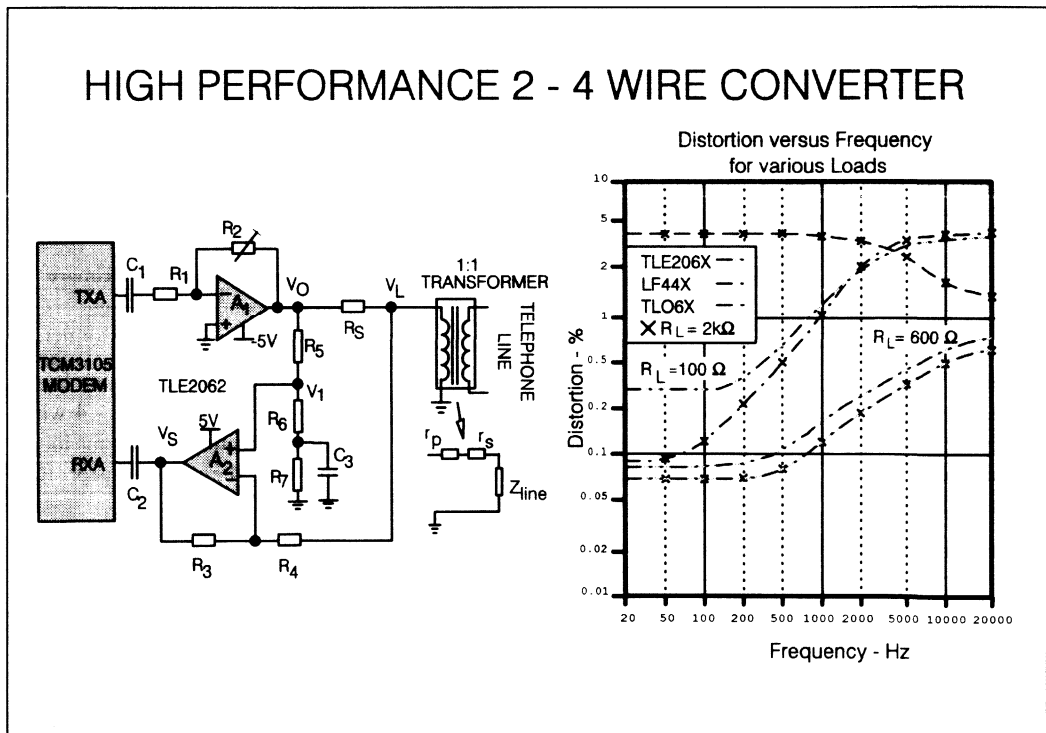 HIGH PERFORMANCE 2 - 4 WIRE CONVERTER
TCM3105
MODEM
TXA
RXA
C1
R1
R2
A1
-5V
VO
RS
VL
1:1
TRANSFORMER
TELEPHONE
LINE
R5
V1
R6
R7
C3
TLE2062
5V
VS
A2
C2
R3
R4
rp
rs
Zline
Distortion versus Frequency
for various Loads
Distortion - %
10
5
2
1
0.5
0.2
0.1
0.05
0.02
0.01
TLE206X
LF44X
TLO6X
× RL = 2kΩ
RL = 100 Ω
RL = 600 Ω
20 50 100 200 500 1000 2000 5000 10000 20000
Frequency - Hz